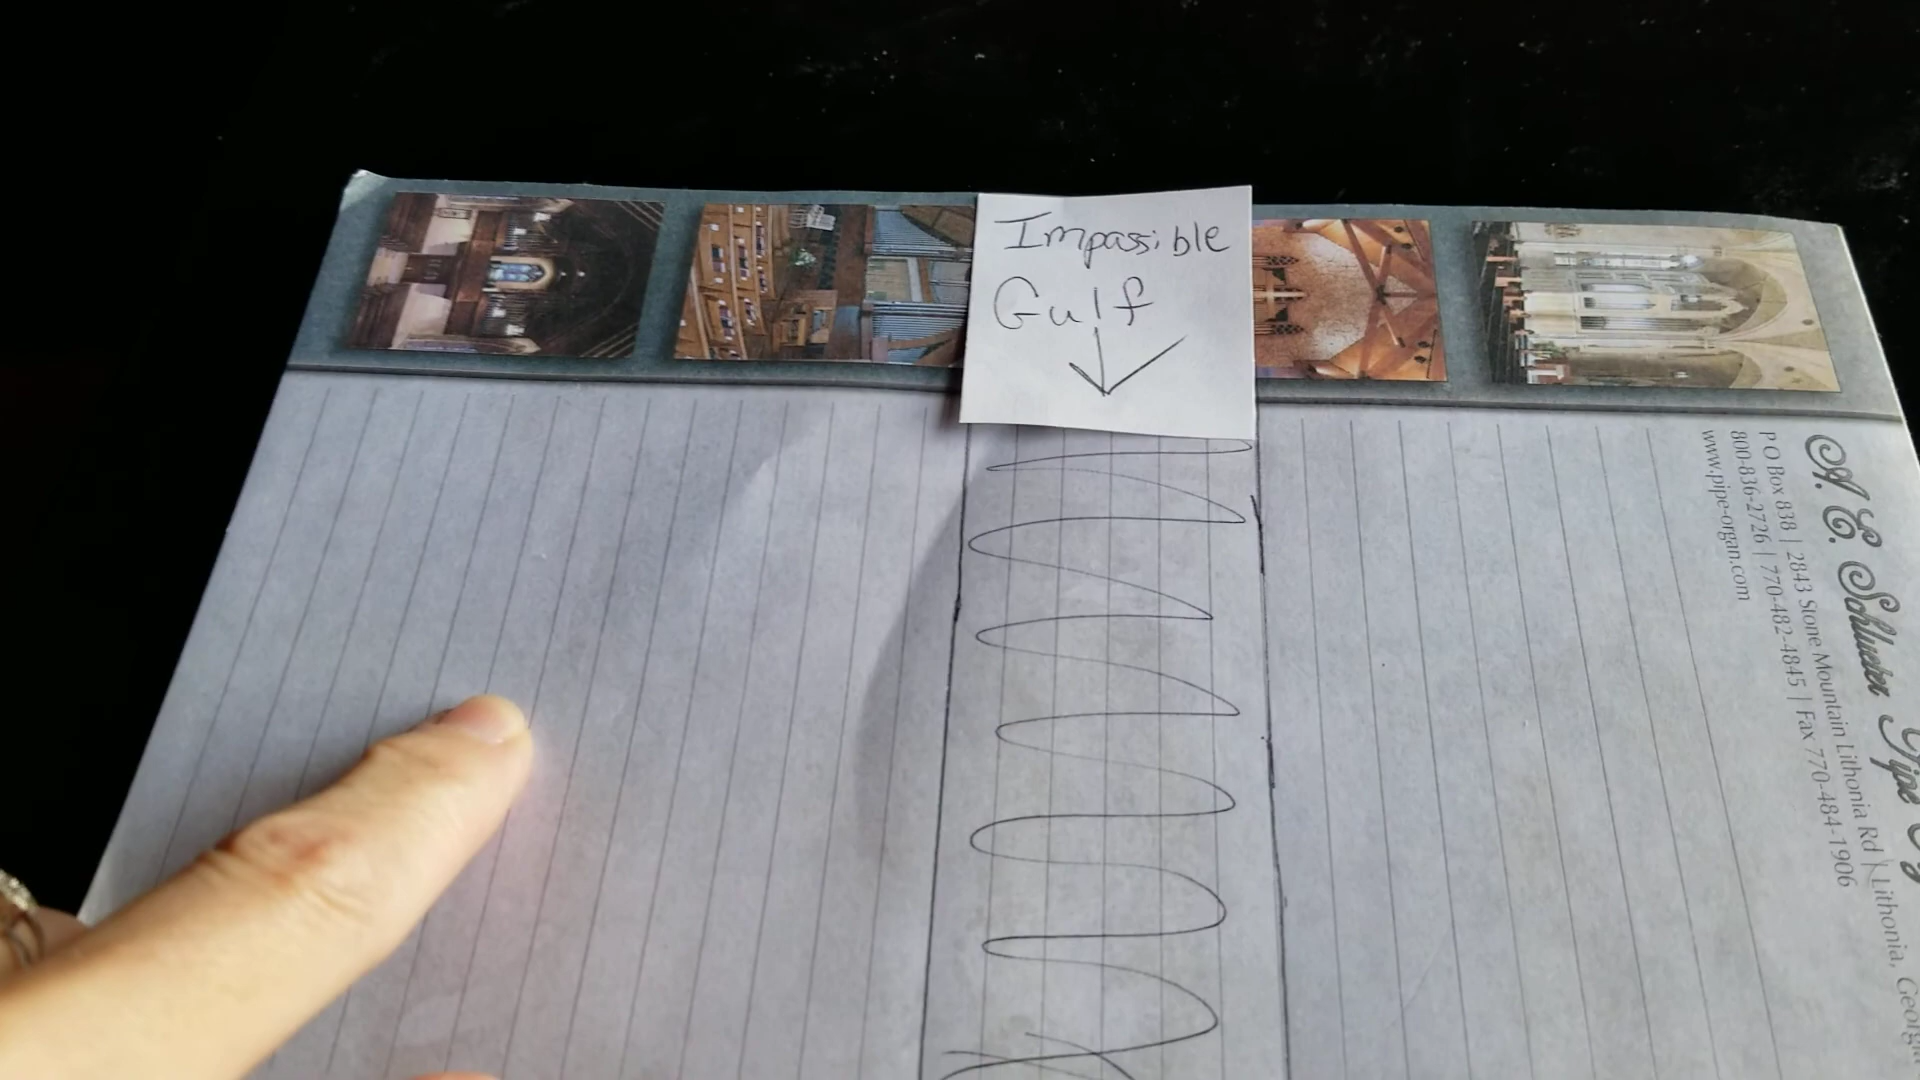 Impassible
Gulf
A. E. Schlueter Pipe
P O Box 838 | 2843 Stone Mountain Lithonia Rd | Lithonia, Georgia
800-836-2726 | 770-482-4845 | Fax 770-484-1906
www.pipe-organ.com